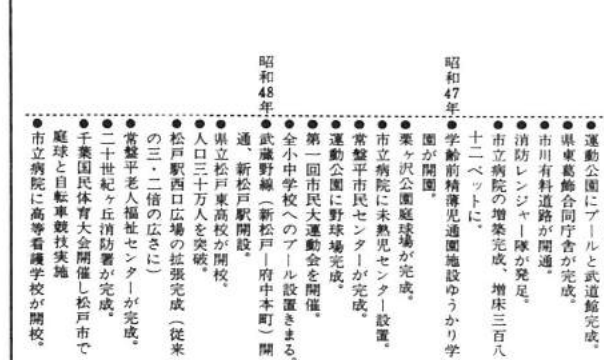 ●運動公園にプールと武道館完成。
●県東葛飾合同庁舎が完成。
●市川有料道路が開通。
●消防レンジャー隊が発足。
●市立病院の増築完成、増床三百八
十二ベットに。
昭和47年●学齢前精薄児通園施設ゆうかり学
園が開園。
●栗ヶ沢公園庭球場が完成。
●市立病院に未熟児センター設置。
●常盤平市民センターが完成。
●運動公園に野球場完成。
●第一回市民大運動会を開催。
●全小中学校へのプール設置きまる。
昭和48年●武蔵野線（新松戸―府中本町）開
通、新松戸駅開設。
●人口三十万人を突破。
●県立松戸東高校が開校。
●松戸駅西口広場の拡張完成（従来
の三・二倍の広さに）
●常盤平老人福祉センターが完成。
●二十世紀ヶ丘消防署が完成。
●千葉国民体育大会開催し松戸市で
庭球と自転車競技実施
●市立病院に高等看護学校が開校。